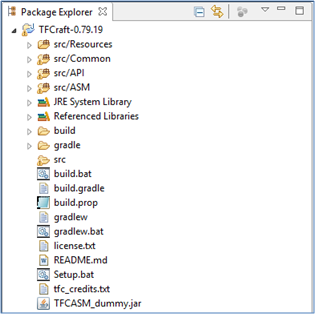 Package Explorer
TFCraft-0.79.19
src/Resources
src/Common
src/API
src/ASM
JRE System Library
Referenced Libraries
build
gradle
src
build.bat
build.gradle
build.prop
gradlew
gradlew.bat
license.txt
README.md
Setup.bat
tfc_credits.txt
TFCASM_dummy.jar